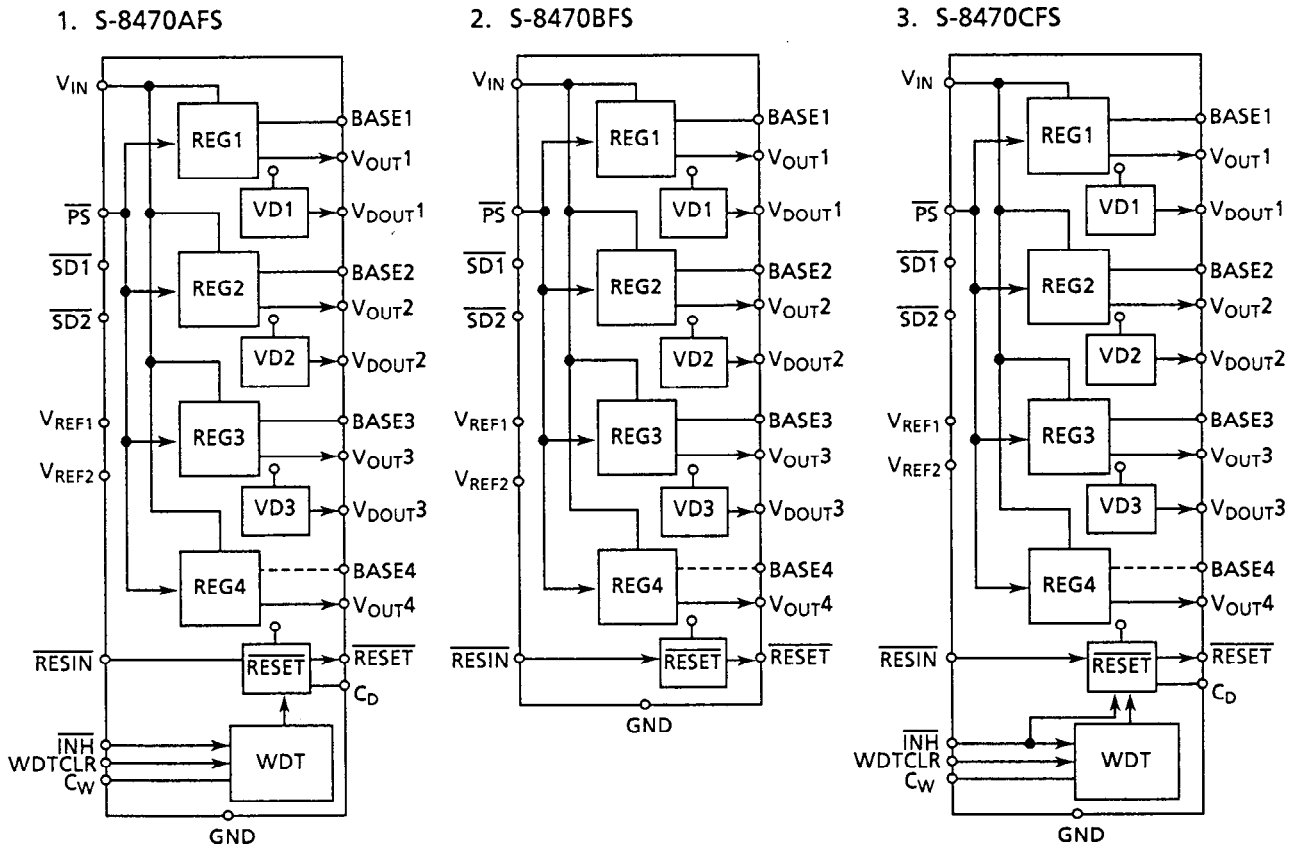 1. S-8470AFS
VIN
REG1
BASE1
VOUT1
PS
VD1
VDOUT1
SD1
REG2
BASE2
VOUT2
SD2
VD2
VDOUT2
VREF1
REG3
BASE3
VOUT3
VREF2
VD3
VDOUT3
REG4
BASE4
VOUT4
RESIN
RESET
RESET
CD
INH
WDTCLR
CW
WDT
GND
2. S-8470BFS
VIN
REG1
BASE1
VOUT1
PS
VD1
VDOUT1
SD1
REG2
BASE2
VOUT2
SD2
VD2
VDOUT2
VREF1
REG3
BASE3
VOUT3
VREF2
VD3
VDOUT3
REG4
BASE4
VOUT4
RESIN
RESET
RESET
GND
3. S-8470CFS
VIN
REG1
BASE1
VOUT1
PS
VD1
VDOUT1
SD1
REG2
BASE2
VOUT2
SD2
VD2
VDOUT2
VREF1
REG3
BASE3
VOUT3
VREF2
VD3
VDOUT3
REG4
BASE4
VOUT4
RESIN
RESET
RESET
CD
INH
WDTCLR
CW
WDT
GND